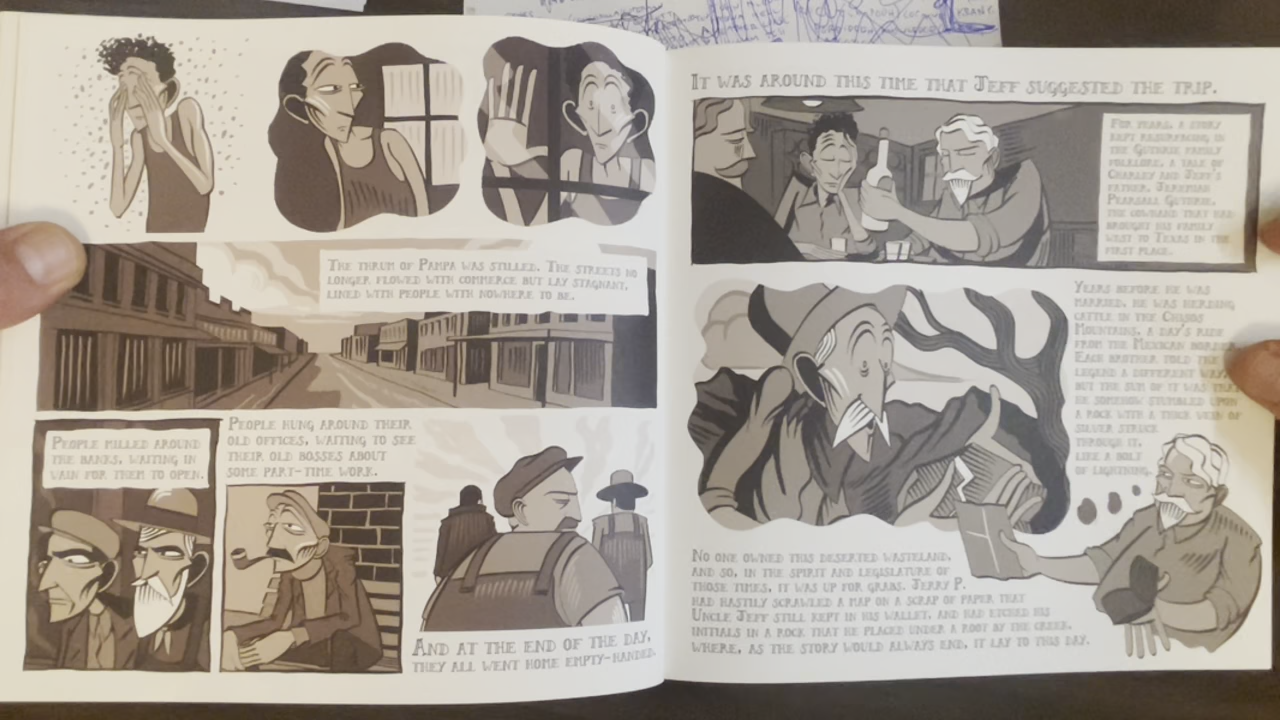 The thrum of Pampa was stilled. The streets no
longer flowed with commerce but lay stagnant,
lined with people with nowhere to be.
People milled around
the banks, waiting in
vain for them to open.
People hung around their
old offices, waiting to see
their old bosses about
some part-time work.
And at the end of the day,
they all went home empty-handed.
It was around this time that Jeff suggested the trip.
For years, a story
kept resurfacing in
the Guthrie family
folklore, a tale of
Charley and Jeff's
father, Jeremiah
Pearsall Guthrie,
the cowhand that had
brought his family
west to Texas in the
first place.
Years before he was
married, he was herding
cattle in the Chisos
Mountains, a day's ride
from the Mexican border.
Each brother told the
legend a different way,
but the sum of it was that
he somehow stumbled upon
a rock with a thick vein of
silver struck
through it,
like a bolt
of lightning.
No one owned this deserted wasteland,
and so, in the spirit and legislature of
those times, it was up for grabs. Jerry P.
had hastily scrawled a map on a scrap of paper that
Uncle Jeff still kept in his wallet, and had etched his
initials in a rock that he placed under a root by the creek.
Where, as the story would always end, it lay to this day.